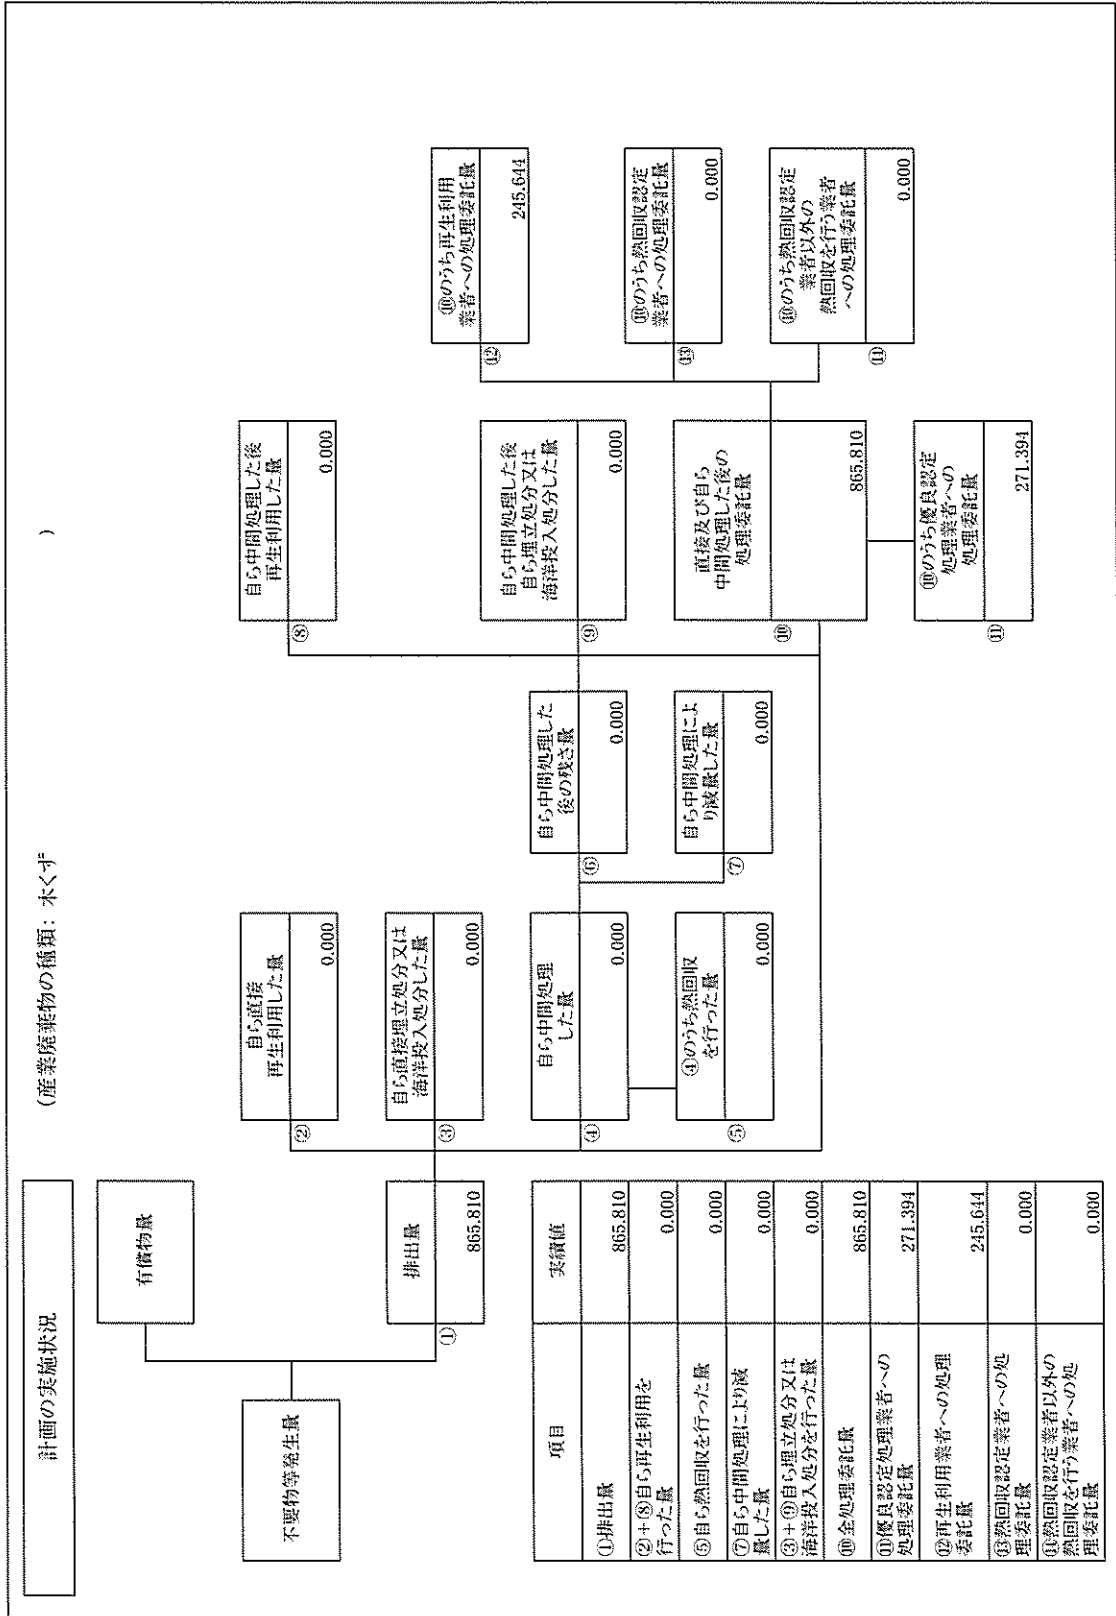 計画の実施状況
(産業廃棄物の種類: 木くず
)
不要物等発生量
有償物量
①
排出量
865.810
②
自ら直接
再生利用した量
0.000
③
自ら直接埋立処分又は
海洋投入処分した量
0.000
④
自ら中間処理
した量
0.000
⑤
④のうち熱回収
を行った量
0.000
⑥
自ら中間処理した
後の残さ量
0.000
⑦
自ら中間処理によ
り減量した量
0.000
⑧
自ら中間処理した後
再生利用した量
0.000
⑨
自ら中間処理した後
自ら埋立処分又は
海洋投入処分した量
0.000
⑩
直接及び自ら
中間処理した後の
処理委託量
865.810
⑪
⑩のうち優良認定
処理業者への
処理委託量
271.394
⑫
⑩のうち再生利用
業者への処理委託量
245.644
⑬
⑩のうち熱回収認定
業者への処理委託量
0.000
⑭
⑩のうち熱回収認定
業者以外の
熱回収を行う業者
への処理委託量
0.000
項目
実績値
①排出量
865.810
②+⑧自ら再生利用を
行った量
0.000
⑤自ら熱回収を行った量
0.000
⑦自ら中間処理により減
量した量
0.000
③+⑨自ら埋立処分又は
海洋投入処分を行った量
0.000
⑩全処理委託量
865.810
⑪優良認定処理業者への
処理委託量
271.394
⑫再生利用業者への処理
委託量
245.644
⑬熱回収認定業者への処
理委託量
0.000
⑭熱回収認定業者以外の
熱回収を行う業者への処
理委託量
0.000